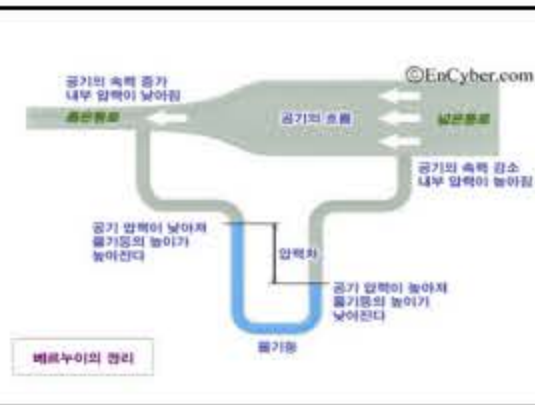 ©EnCyber.com
공기의 속력 증가
내부 압력이 낮아짐
좁은통로
공기의 흐름
넓은통로
공기의 속력 감소
내부 압력이 높아짐
공기 압력이 낮아져
물기둥의 높이가
높아진다
압력차
공기 압력이 높아져
물기둥의 높이가
낮아진다
물기둥
베르누이의 정리